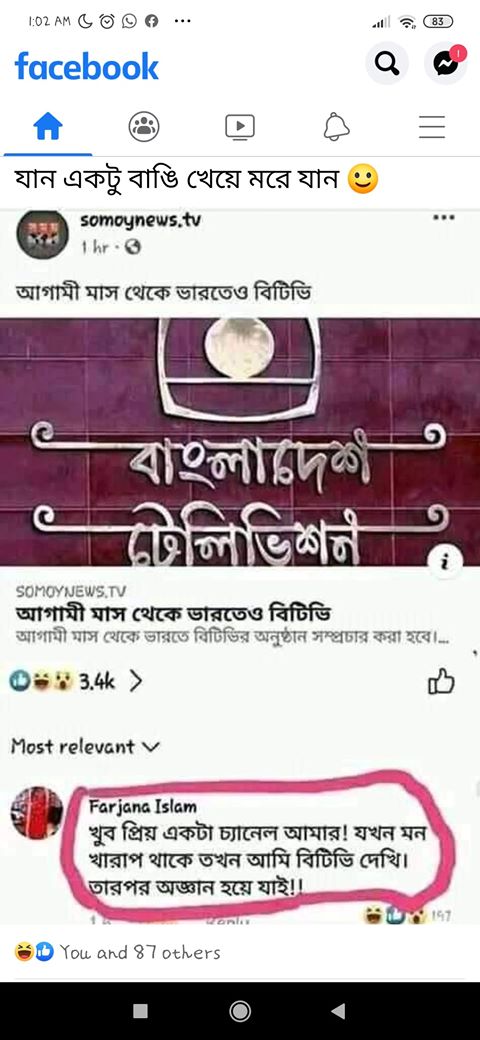 1:02 AM
83
facebook
1
যান একটু বাঙি খেয়ে মরে যান 🙂
somoynews.tv
1 hr ·
আগামী মাস থেকে ভারতেও বিটিভি
বাংলাদেশ
টেলিভিশন
i
SOMOYNEWS.TV
আগামী মাস থেকে ভারতেও বিটিভি
আগামী মাস থেকে ভারতে বিটিভির অনুষ্ঠান সম্প্রচার করা হবে।...
3.4k
Most relevant
Farjana Islam
খুব প্রিয় একটা চ্যানেল আমার! যখন মন
খারাপ থাকে তখন আমি বিটিভি দেখি।
তারপর অজ্ঞান হয়ে যাই!!
Reply
197
You and 87 others